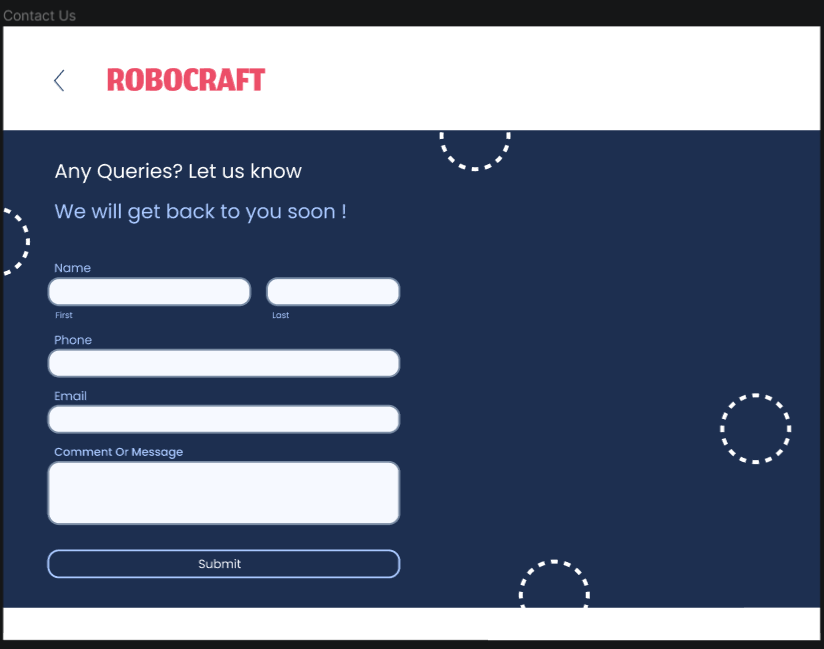 Contact Us
ROBOCRAFT
Any Queries? Let us know
We will get back to you soon !
Name
First Last
Phone
Email
Comment Or Message
Submit